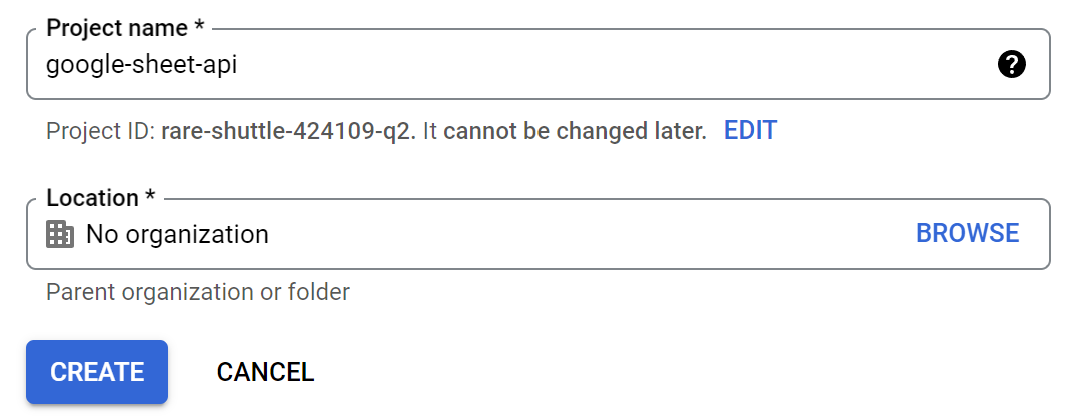 Project name *
google-sheet-api
Project ID: rare-shuttle-424109-q2. It cannot be changed later. EDIT
Location *
No organization BROWSE
Parent organization or folder
CREATE CANCEL